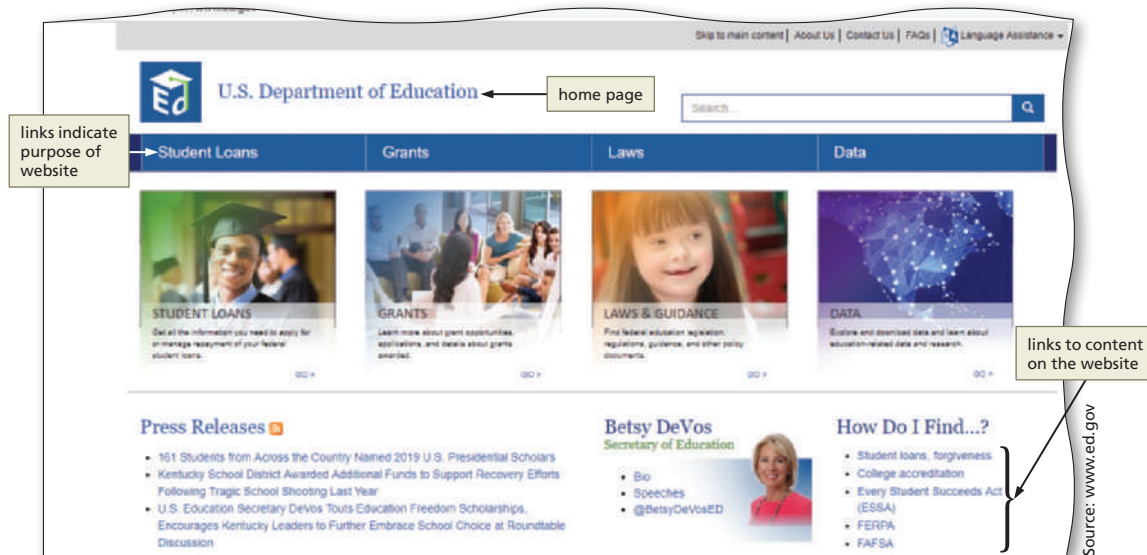 Skip to main content | About Us | Contact Us | FAQs | Language Assistance
Ed
U.S. Department of Education
home page
Search...
links indicate
purpose of
website
Student Loans
Grants
Laws
Data
STUDENT LOANS
Get all the information you need to apply for
or manage repayment of your federal
student loans.
GO >
GRANTS
Learn more about grant opportunities,
applications, and details about grants
awarded.
GO >
LAWS & GUIDANCE
Find federal education legislation,
regulations, guidance, and other policy
documents.
GO >
DATA
Explore and download data and learn about
education-related data and research.
GO >
links to content
on the website
Press Releases
• 161 Students from Across the Country Named 2019 U.S. Presidential Scholars
• Kentucky School District Awarded Additional Funds to Support Recovery Efforts
Following Tragic School Shooting Last Year
• U.S. Education Secretary DeVos Touts Education Freedom Scholarships,
Encourages Kentucky Leaders to Further Embrace School Choice at Roundtable
Discussion
Betsy DeVos
Secretary of Education
• Bio
• Speeches
• @BetsyDeVosED
How Do I Find...?
• Student loans, forgiveness
• College accreditation
• Every Student Succeeds Act
(ESSA)
• FERPA
• FAFSA
Source: www.ed.gov